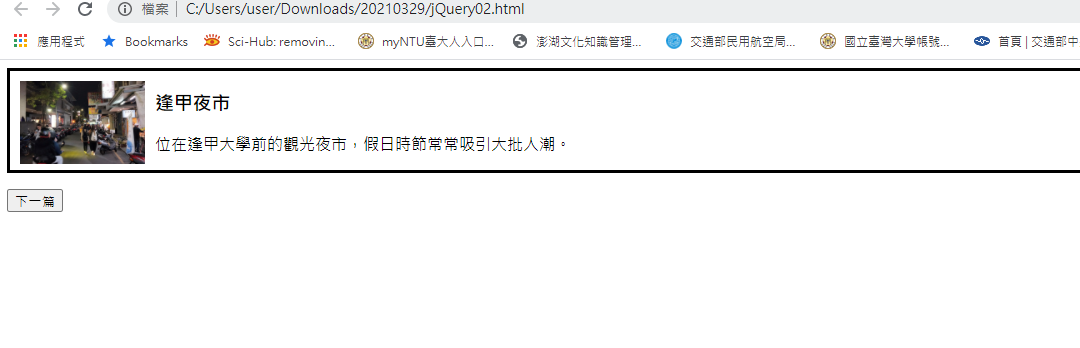 檔案 | C:/Users/user/Downloads/20210329/jQuery02.html
應用程式 Bookmarks Sci-Hub: removin... myNTU臺大人入口... 澎湖文化知識管理... 交通部民用航空局... 國立臺灣大學帳號... 首頁 | 交通部中
逢甲夜市
位在逢甲大學前的觀光夜市，假日時節常常吸引大批人潮。
下一篇